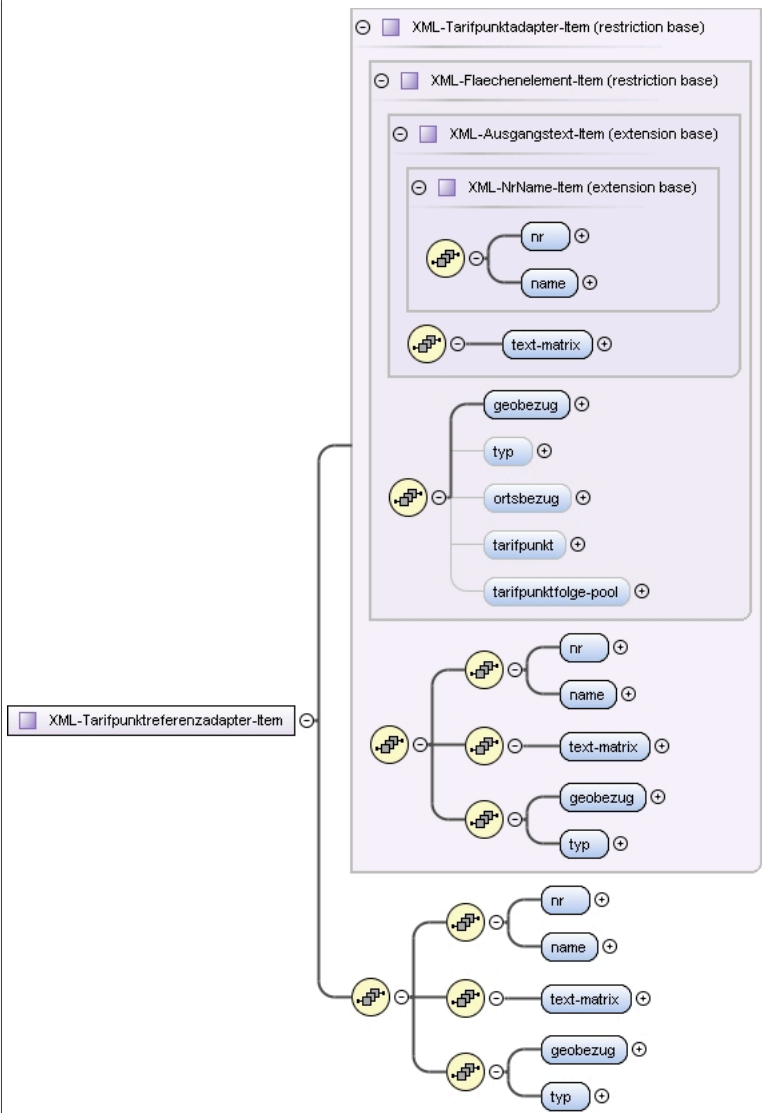 XML-Tarifpunktadapter-Item (restriction base)
XML-Flaechenelement-Item (restriction base)
XML-Ausgangstext-Item (extension base)
XML-NrName-Item (extension base)
nr
name
text-matrix
geobezug
typ
ortsbezug
tarifpunkt
tarifpunktfolge-pool
nr
name
text-matrix
geobezug
typ
XML-Tarifpunktreferenzadapter-Item
nr
name
text-matrix
geobezug
typ